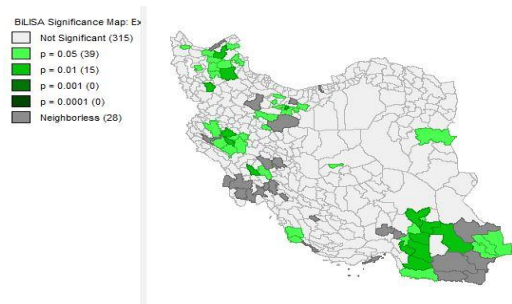 BiLISA Significance Map: Ex
Not Significant (315)
p = 0.05 (39)
p = 0.01 (15)
p = 0.001 (0)
p = 0.0001 (0)
Neighborless (28)